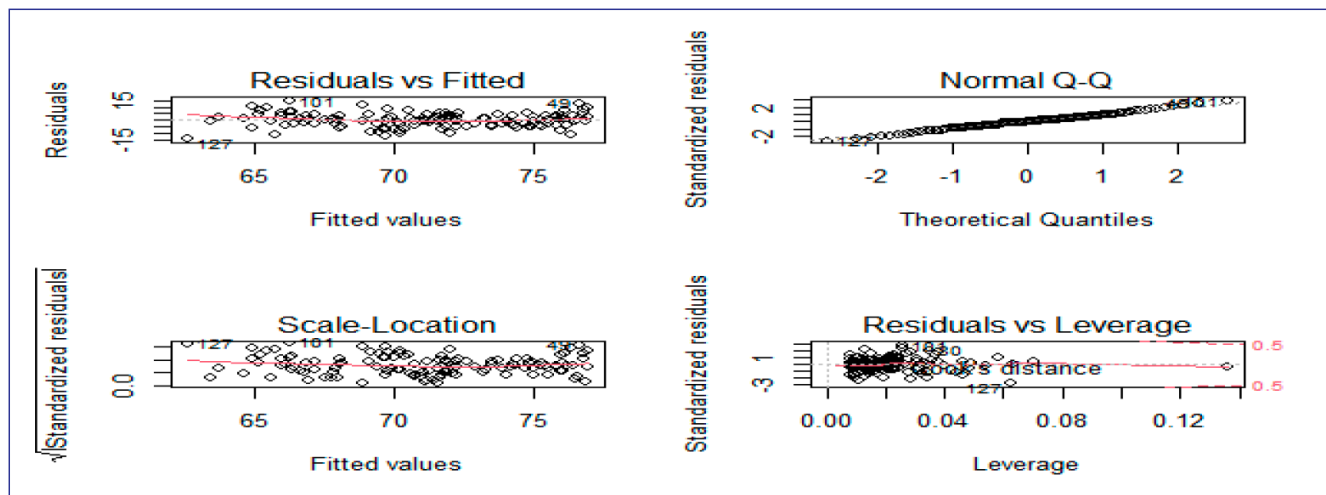 Residuals vs Fitted
Residuals
15
-15
101
49
127
65 70 75
Fitted values
Normal Q-Q
Standardized residuals
2
-2
127
-2 -1 0 1 2
Theoretical Quantiles
Scale-Location
√|Standardized residuals|
0.0
127
101
65 70 75
Fitted values
Residuals vs Leverage
Standardized residuals
1
-3
0.5
0.5
Cook's distance
127
0.00 0.04 0.08 0.12
Leverage